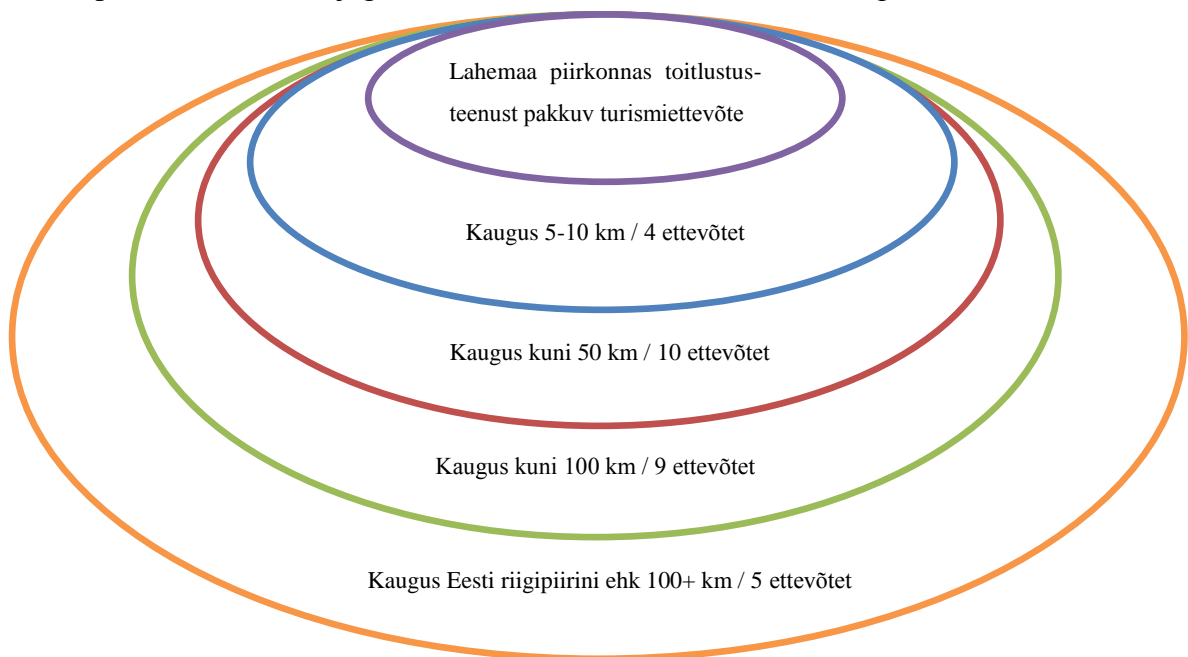 Lahemaa piirkonnas toitlustus-
teenust pakkuv turismiettevõte
Kaugus 5-10 km / 4 ettevõtet
Kaugus kuni 50 km / 10 ettevõtet
Kaugus kuni 100 km / 9 ettevõtet
Kaugus Eesti riigipiirini ehk 100+ km / 5 ettevõtet